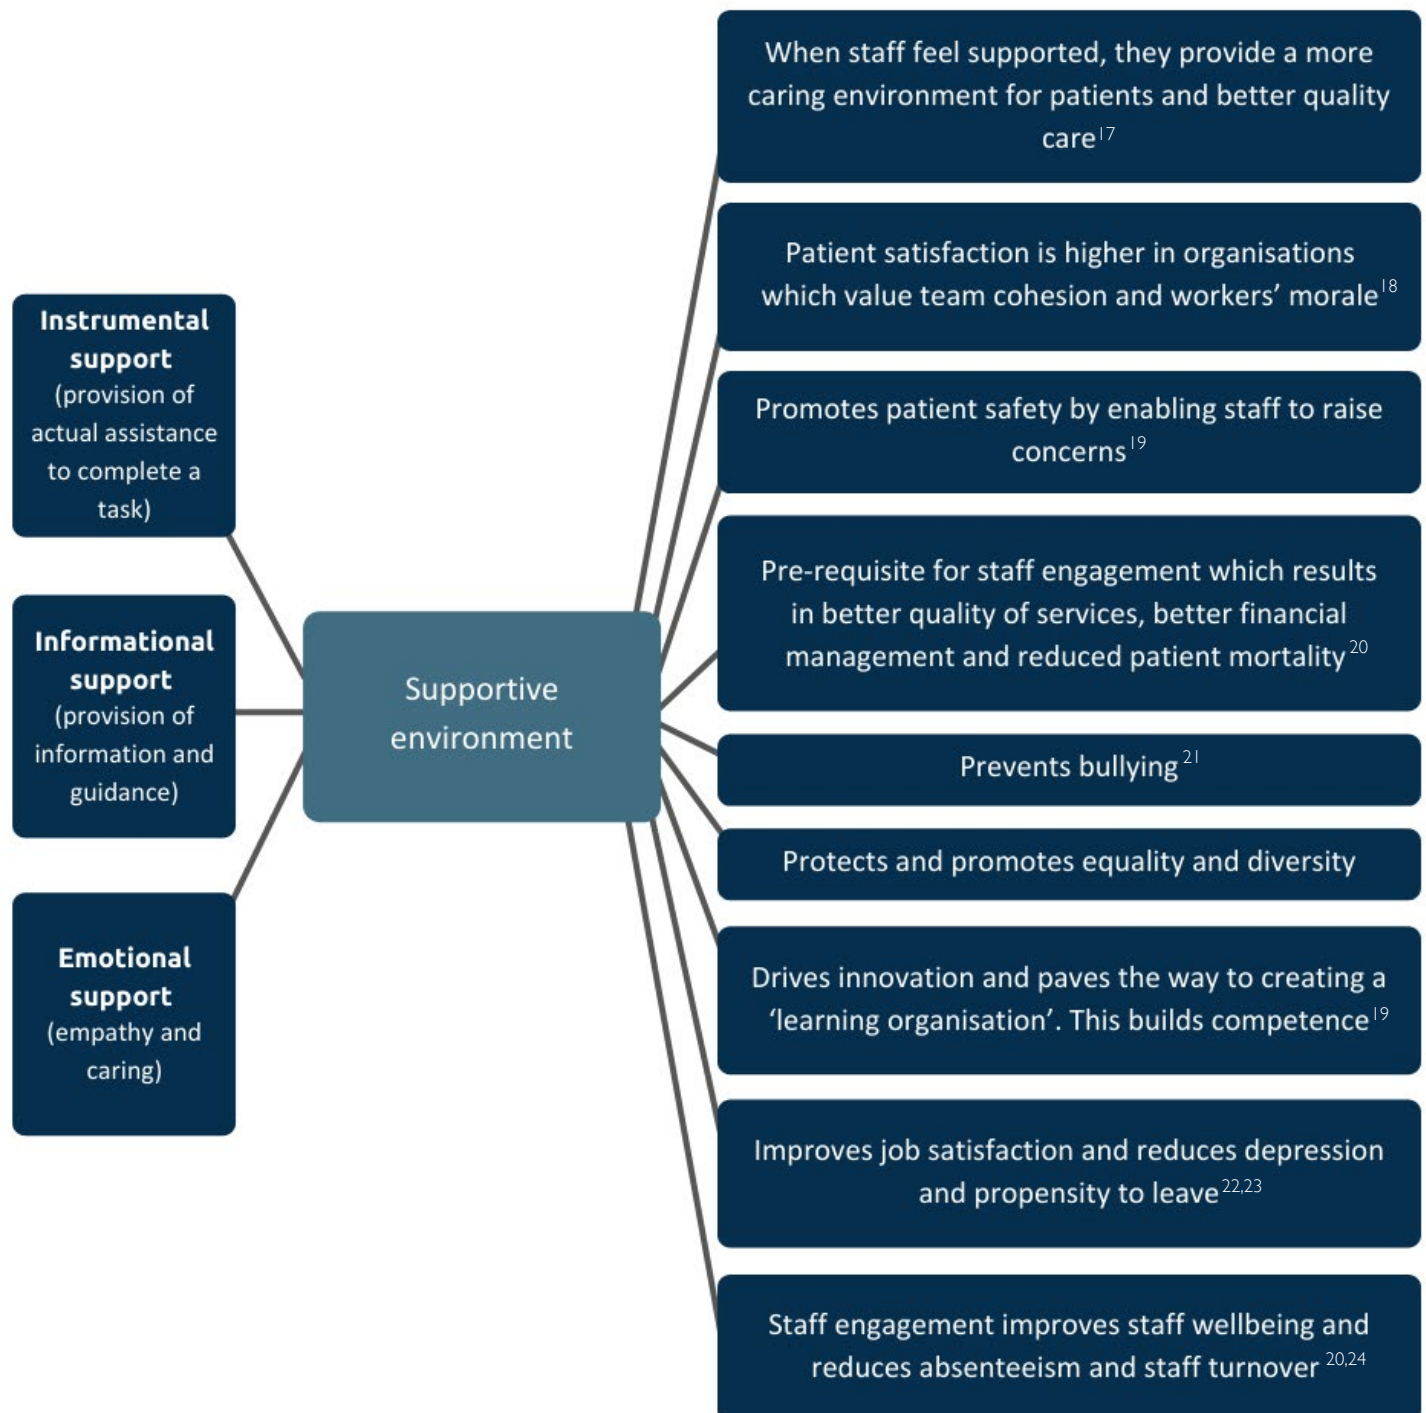 Instrumental
support
(provision of
actual assistance
to complete a
task)
Informational
support
(provision of
information and
guidance)
Emotional
support
(empathy and
caring)
Supportive
environment
When staff feel supported, they provide a more
caring environment for patients and better quality
care17
Patient satisfaction is higher in organisations
which value team cohesion and workers’ morale18
Promotes patient safety by enabling staff to raise
concerns19
Pre-requisite for staff engagement which results
in better quality of services, better financial
management and reduced patient mortality20
Prevents bullying21
Protects and promotes equality and diversity
Drives innovation and paves the way to creating a
‘learning organisation’. This builds competence19
Improves job satisfaction and reduces depression
and propensity to leave22,23
Staff engagement improves staff wellbeing and
reduces absenteeism and staff turnover 20,24